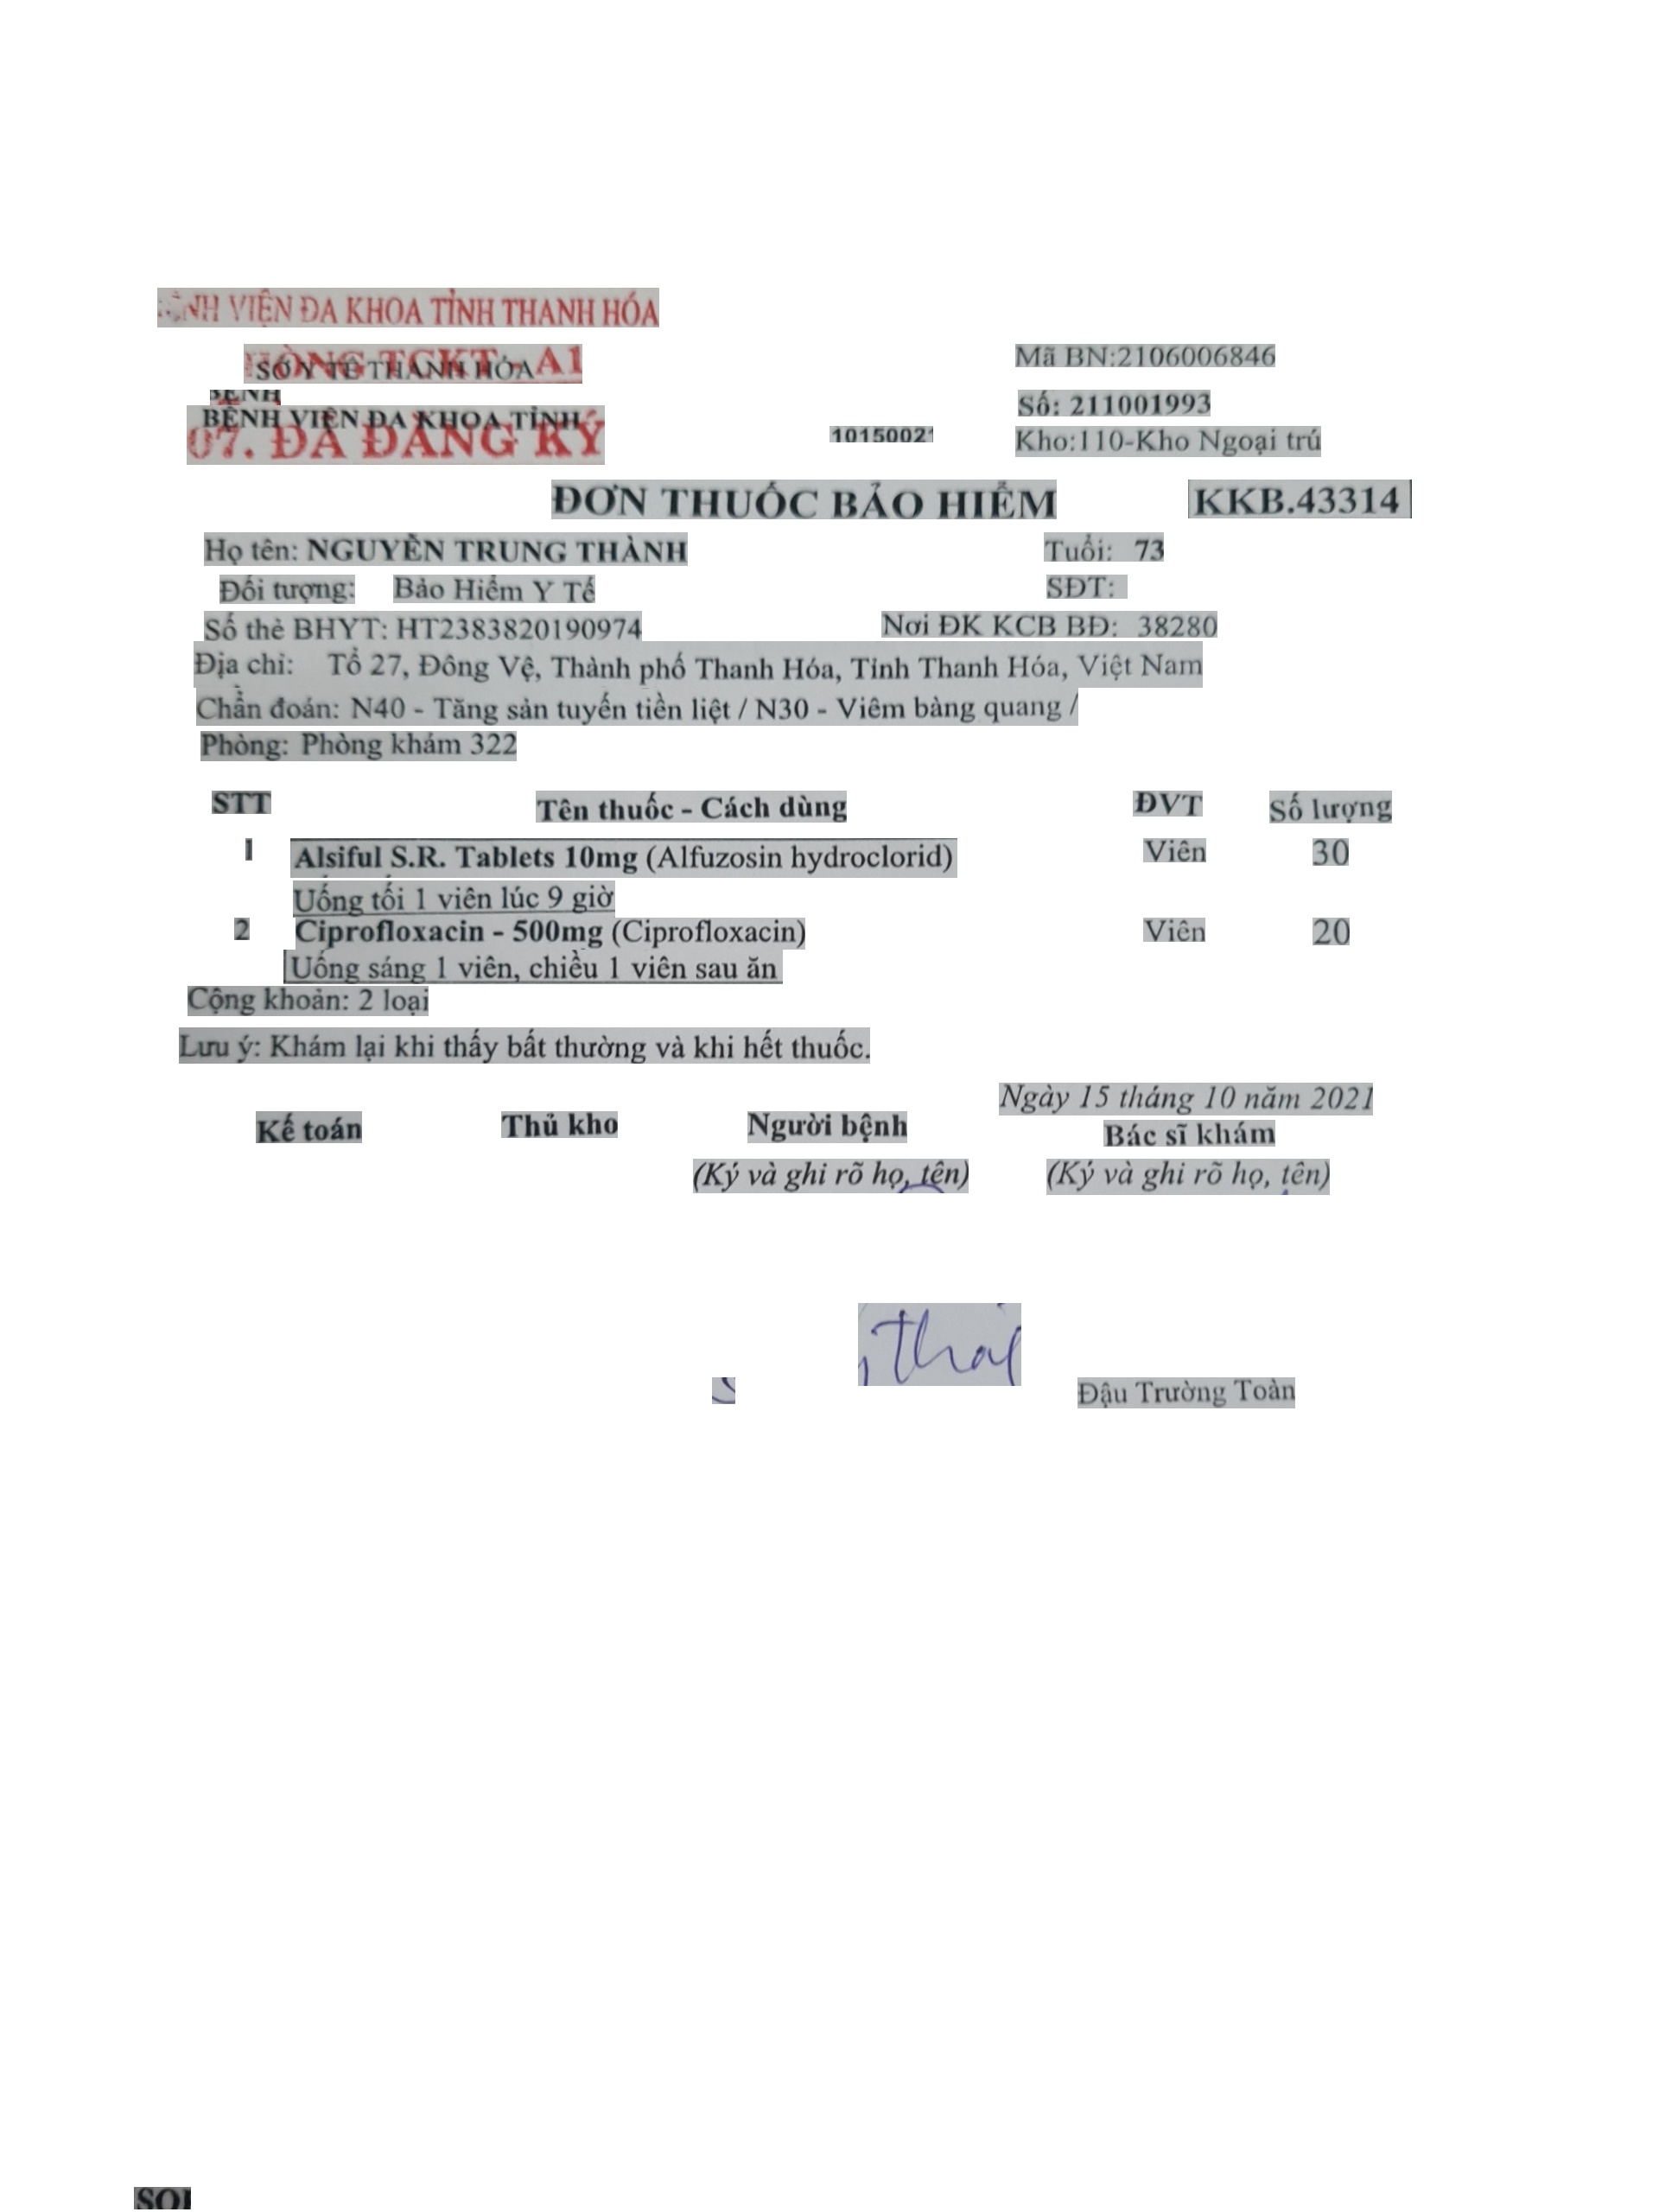 BỆNH VIỆN ĐA KHOA TỈNH THANH HÓA
PHÒNG TCKT - A1
SỞ Y TẾ THANH HÓA
Mã BN:2106006846
BỆNH
Số: 211001993
BỆNH VIỆN ĐA KHOA TỈNH
07. ĐÃ ĐĂNG KÝ
10150021
Kho:110-Kho Ngoại trú
ĐƠN THUỐC BẢO HIỂM KKB.43314
Họ tên: NGUYỄN TRUNG THÀNH Tuổi: 73
Đối tượng: Bảo Hiểm Y Tế SĐT:
Số thẻ BHYT: HT2383820190974 Nơi ĐK KCB BĐ: 38280
Địa chỉ: Tổ 27, Đông Vệ, Thành phố Thanh Hóa, Tỉnh Thanh Hóa, Việt Nam
Chẩn đoán: N40 - Tăng sản tuyến tiền liệt / N30 - Viêm bàng quang /
Phòng: Phòng khám 322
STT Tên thuốc - Cách dùng ĐVT Số lượng
1 Alsiful S.R. Tablets 10mg (Alfuzosin hydroclorid) Viên 30
Uống tối 1 viên lúc 9 giờ
2 Ciprofloxacin - 500mg (Ciprofloxacin) Viên 20
Uống sáng 1 viên, chiều 1 viên sau ăn
Cộng khoản: 2 loại
Lưu ý: Khám lại khi thấy bất thường và khi hết thuốc.
Ngày 15 tháng 10 năm 2021
Kế toán Thủ kho Người bệnh Bác sĩ khám
(Ký và ghi rõ họ, tên) (Ký và ghi rõ họ, tên)
Đậu Trường Toàn